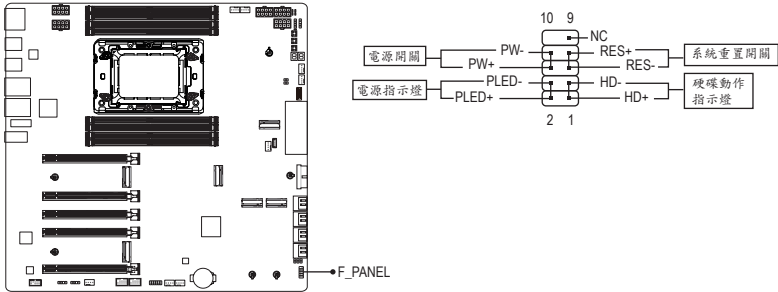 10 9
NC
電源開關
PW-
RES+
系統重置開關
PW+
RES-
電源指示燈
PLED-
HD-
硬碟動作
指示燈
PLED+
HD+
2 1
F_PANEL